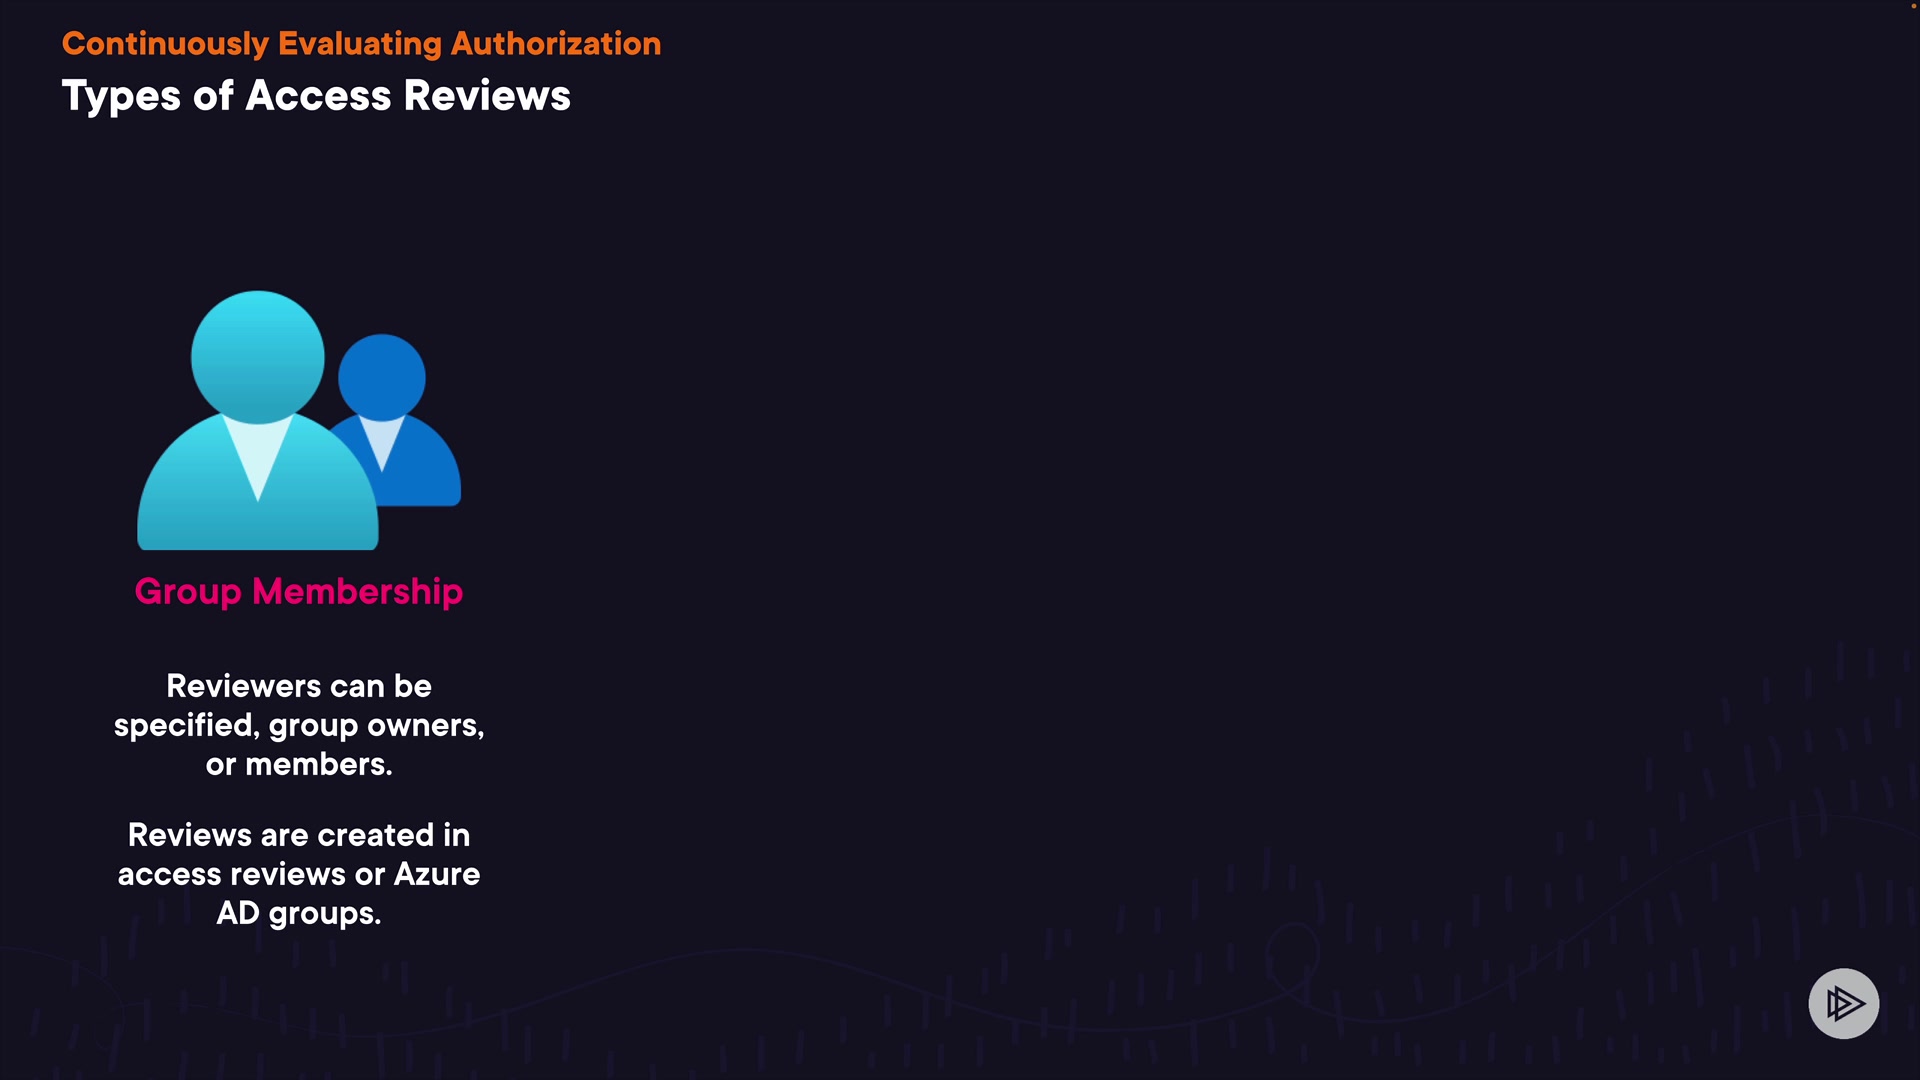 Continuously Evaluating Authorization
Types of Access Reviews
Group Membership
Reviewers can be
specified, group owners,
or members.
Reviews are created in
access reviews or Azure
AD groups.